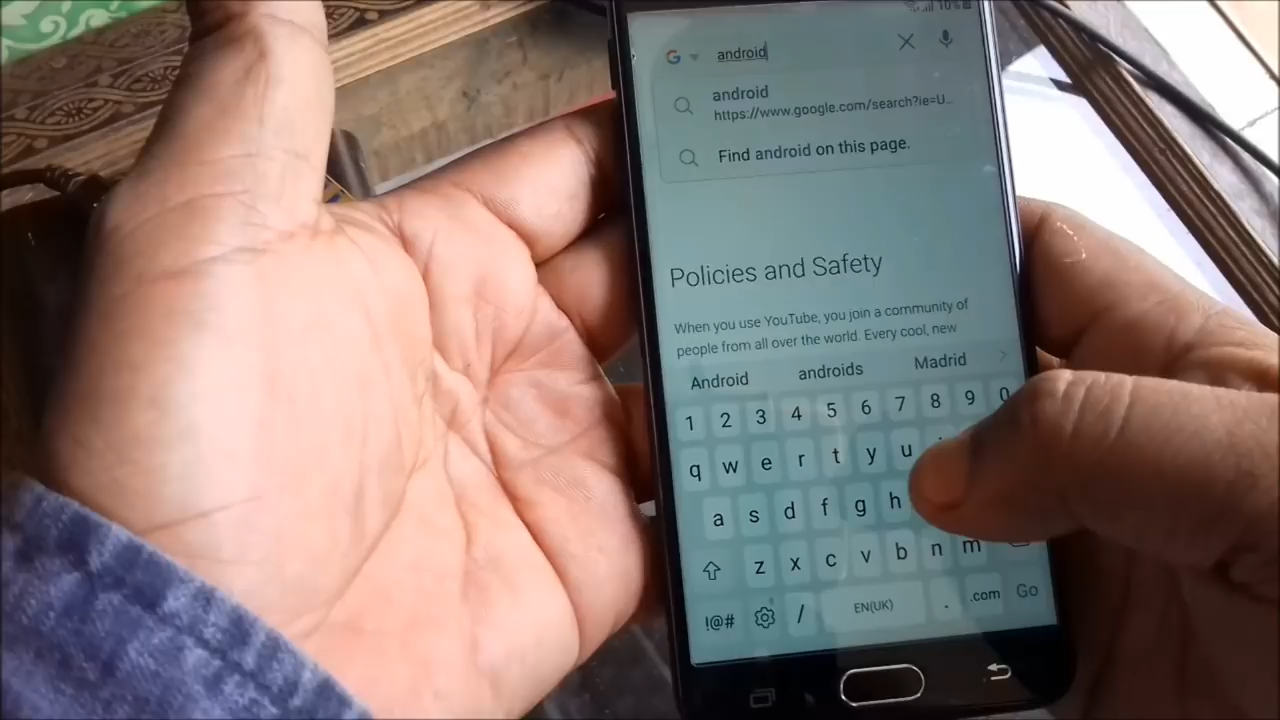 10%
android
android
https://www.google.com/search?ie=U...
Find android on this page.
Policies and Safety
When you use YouTube, you join a community of
people from all over the world. Every cool, new
Android androids Madrid
1 2 3 4 5 6 7 8 9 0
q w e r t y u
a s d f g h
z x c v b n m
!@# / EN(UK) . .com Go